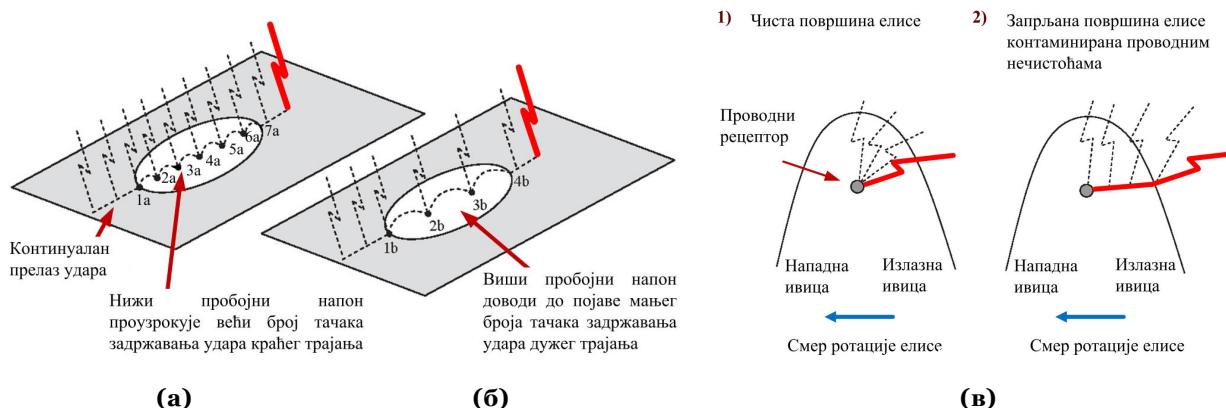 1a
2a
3a
4a
5a
6a
7a
Континуалан
прелаз удара
Нижи пробојни напон
проузрокује већи број тачака
задржавања удара краћег трајања
(а)
1b
2b
3b
4b
Виши пробојни напон
доводи до појаве мањег
броја тачака задржавања
удара дужег трајања
(б)
1) Чиста површина елисе
Проводни
рецептор
Нападна
ивица
Излазна
ивица
Смер ротације елисе
2) Запрљана површина елисе
контаминирана проводним
нечистоћама
Нападна
ивица
Излазна
ивица
Смер ротације елисе
(в)